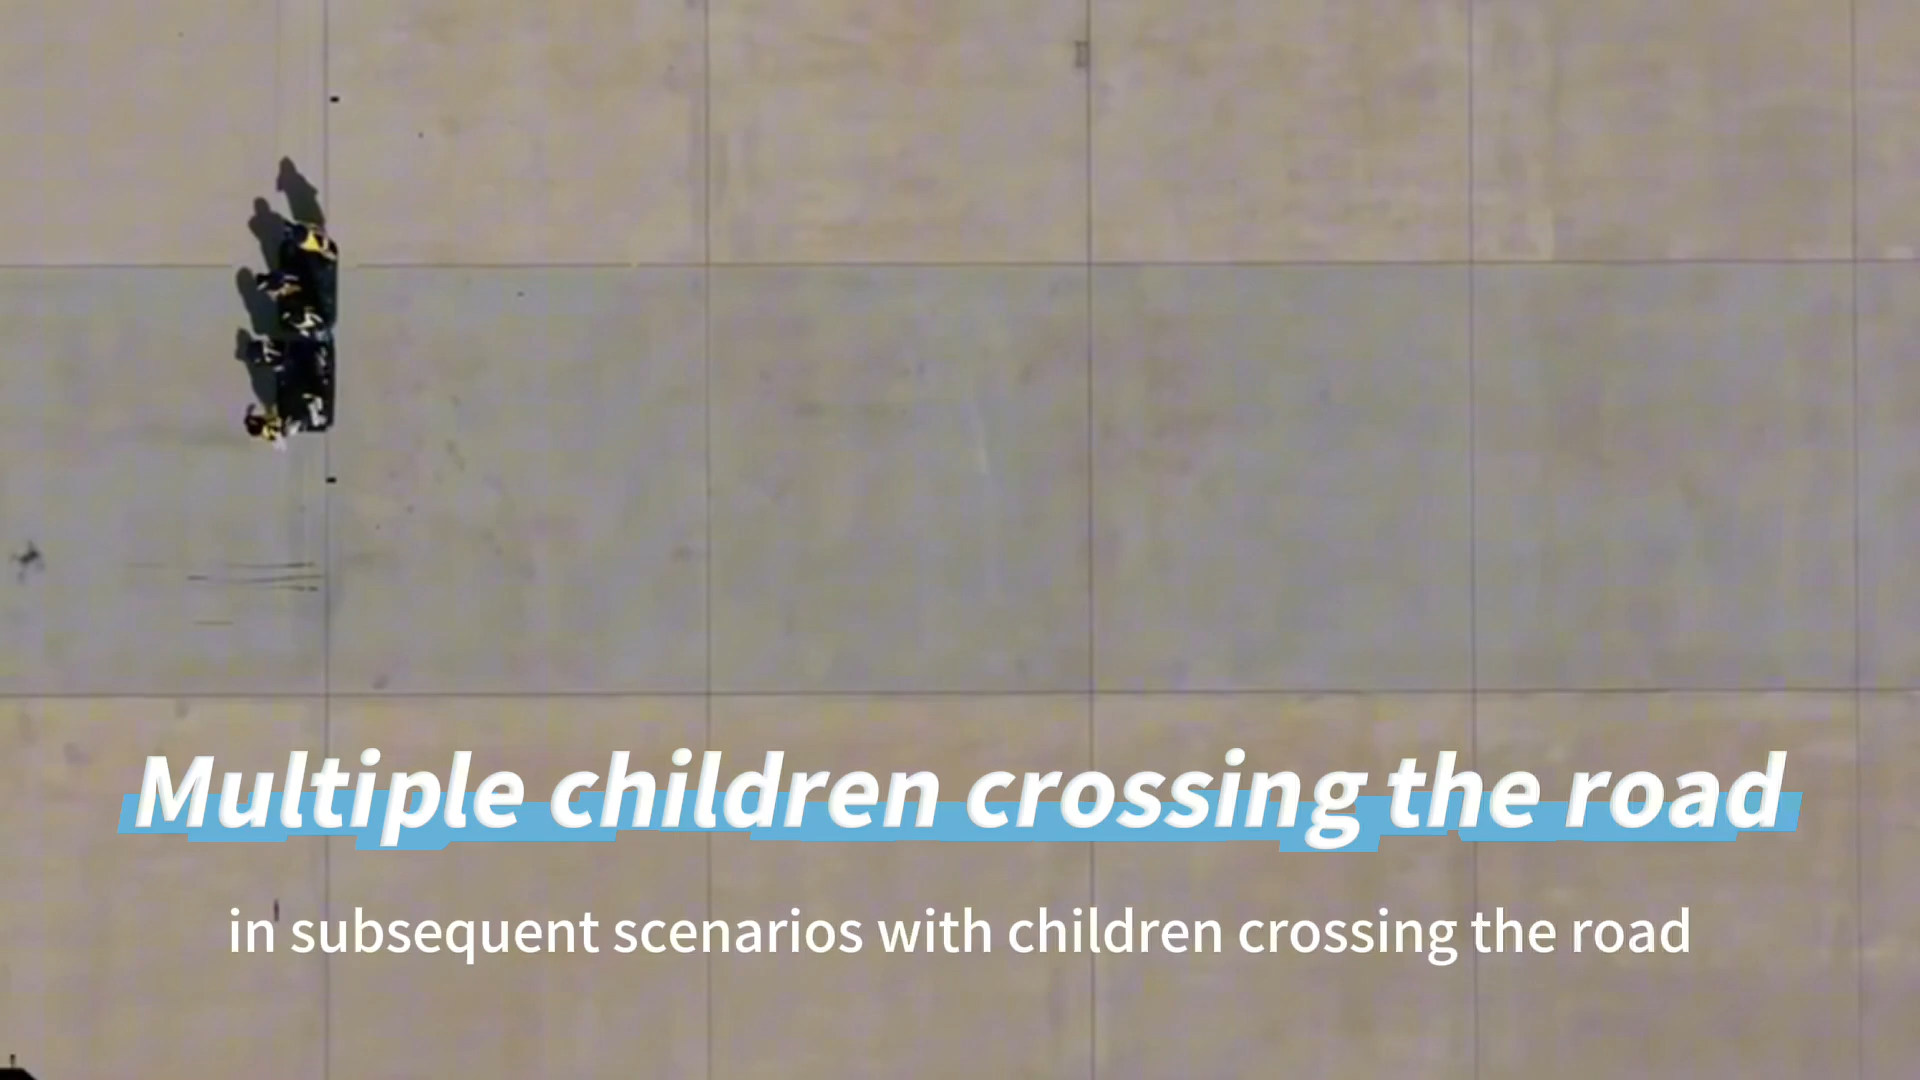 Multiple children crossing the road
in subsequent scenarios with children crossing the road